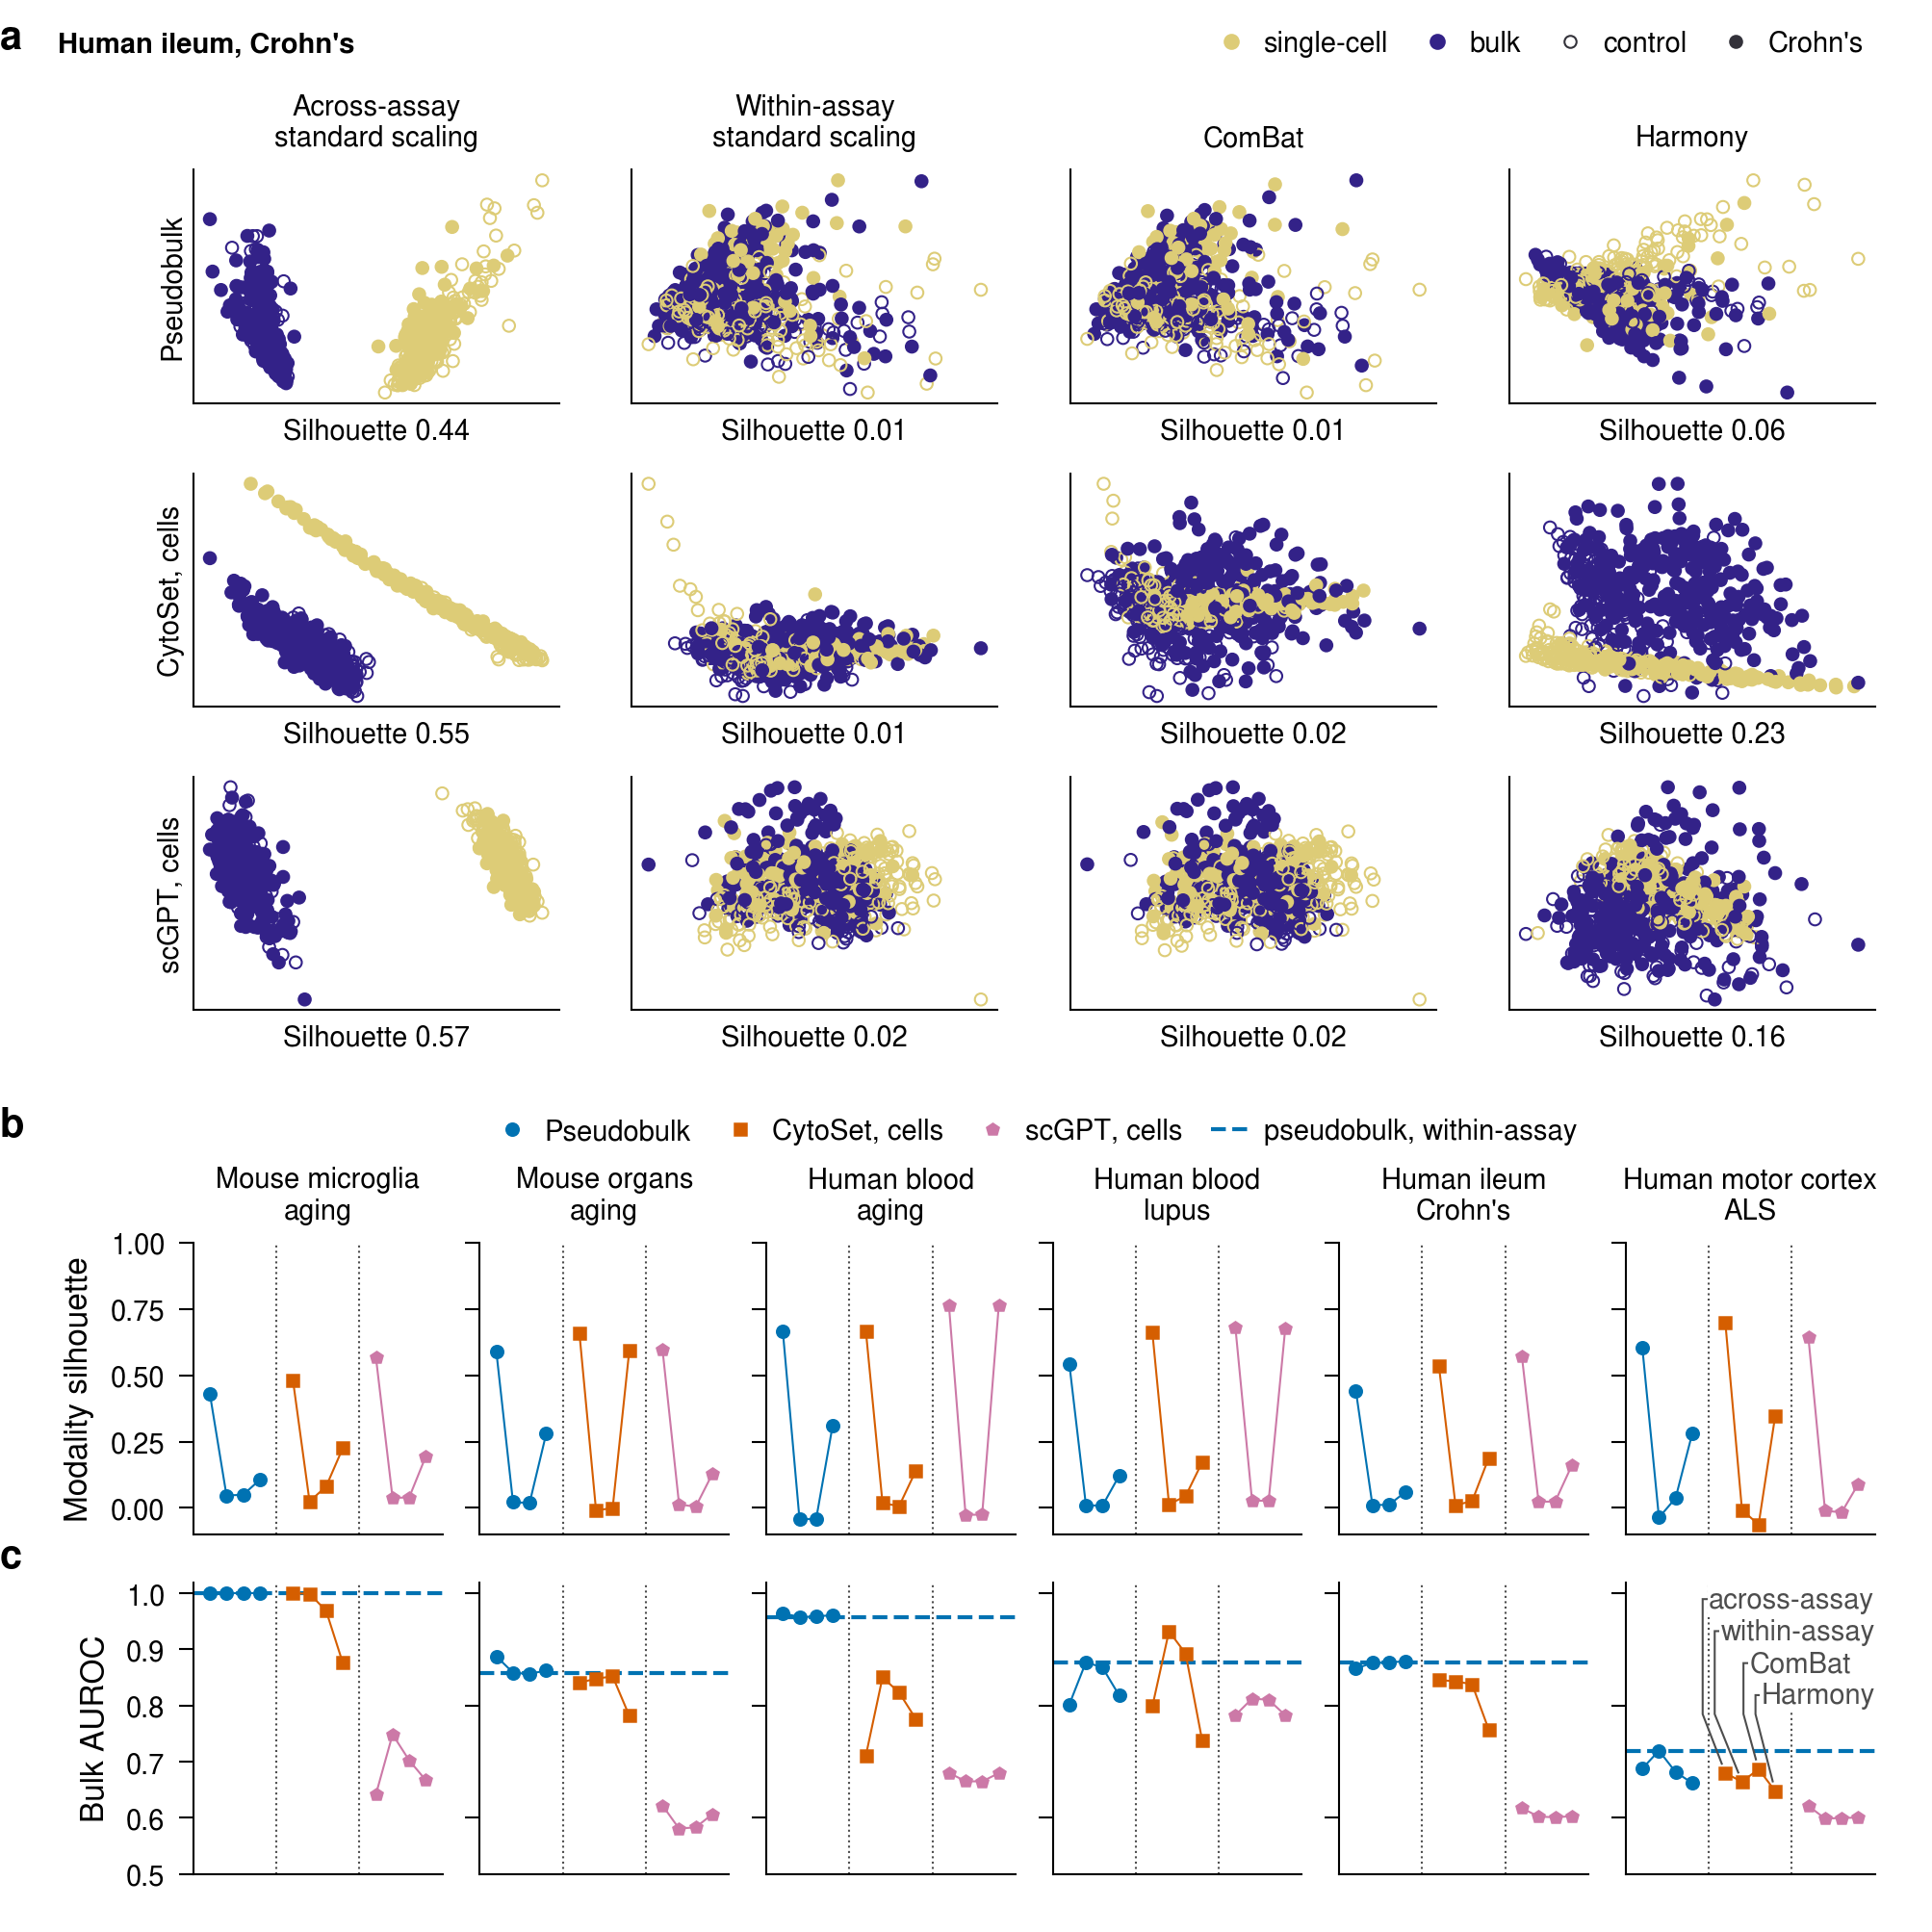 a
Human ileum, Crohn's
single-cell
bulk
control
Crohn's
Across-assay
standard scaling
Within-assay
standard scaling
ComBat
Harmony
Pseudobulk
Silhouette 0.44
Silhouette 0.01
Silhouette 0.01
Silhouette 0.06
CytoSet, cells
Silhouette 0.55
Silhouette 0.01
Silhouette 0.02
Silhouette 0.23
scGPT, cells
Silhouette 0.57
Silhouette 0.02
Silhouette 0.02
Silhouette 0.16
b
Pseudobulk
CytoSet, cells
scGPT, cells
pseudobulk, within-assay
Mouse microglia
aging
Mouse organs
aging
Human blood
aging
Human blood
lupus
Human ileum
Crohn's
Human motor cortex
ALS
Modality silhouette
1.00
0.75
0.50
0.25
0.00
c
Bulk AUROC
1.0
0.9
0.8
0.7
0.6
0.5
across-assay
within-assay
ComBat
Harmony